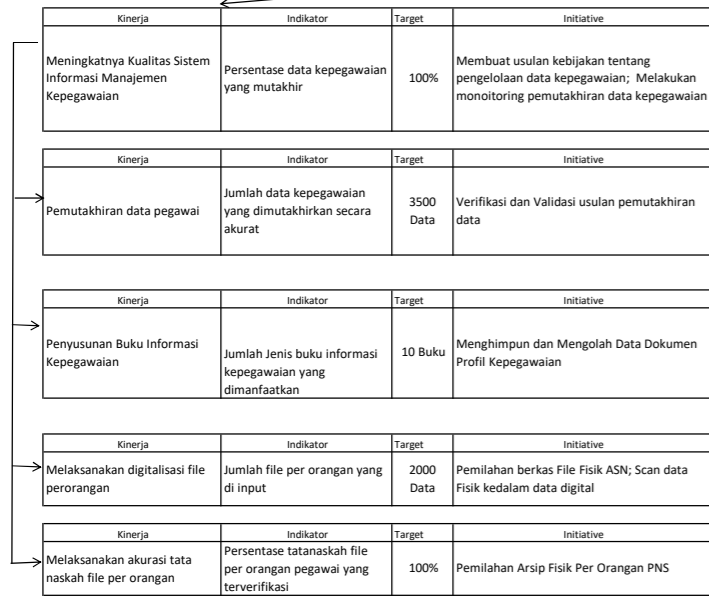 Kinerja Indikator Target Initiative
Meningkatnya Kualitas Sistem
Informasi Manajemen
Kepegawaian
Persentase data kepegawaian
yang mutakhir
100%
Membuat usulan kebijakan tentang
pengelolaan data kepegawaian; Melakukan
monoitoring pemutakhiran data kepegawaian
Kinerja Indikator Target Initiative
Pemutakhiran data pegawai
Jumlah data kepegawaian
yang dimutakhirkan secara
akurat
3500
Data
Verifikasi dan Validasi usulan pemutakhiran
data
Kinerja Indikator Target Initiative
Penyusunan Buku Informasi
Kepegawaian
Jumlah Jenis buku informasi
kepegawaian yang
dimanfaatkan
10 Buku
Menghimpun dan Mengolah Data Dokumen
Profil Kepegawaian
Kinerja Indikator Target Initiative
Melaksanakan digitalisasi file
perorangan
Jumlah file per orangan yang
di input
2000
Data
Pemilahan berkas File Fisik ASN; Scan data
Fisik kedalam data digital
Kinerja Indikator Target Initiative
Melaksanakan akurasi tata
naskah file per orangan
Persentase tatanaskah file
per orangan pegawai yang
terverifikasi
100%
Pemilahan Arsip Fisik Per Orangan PNS